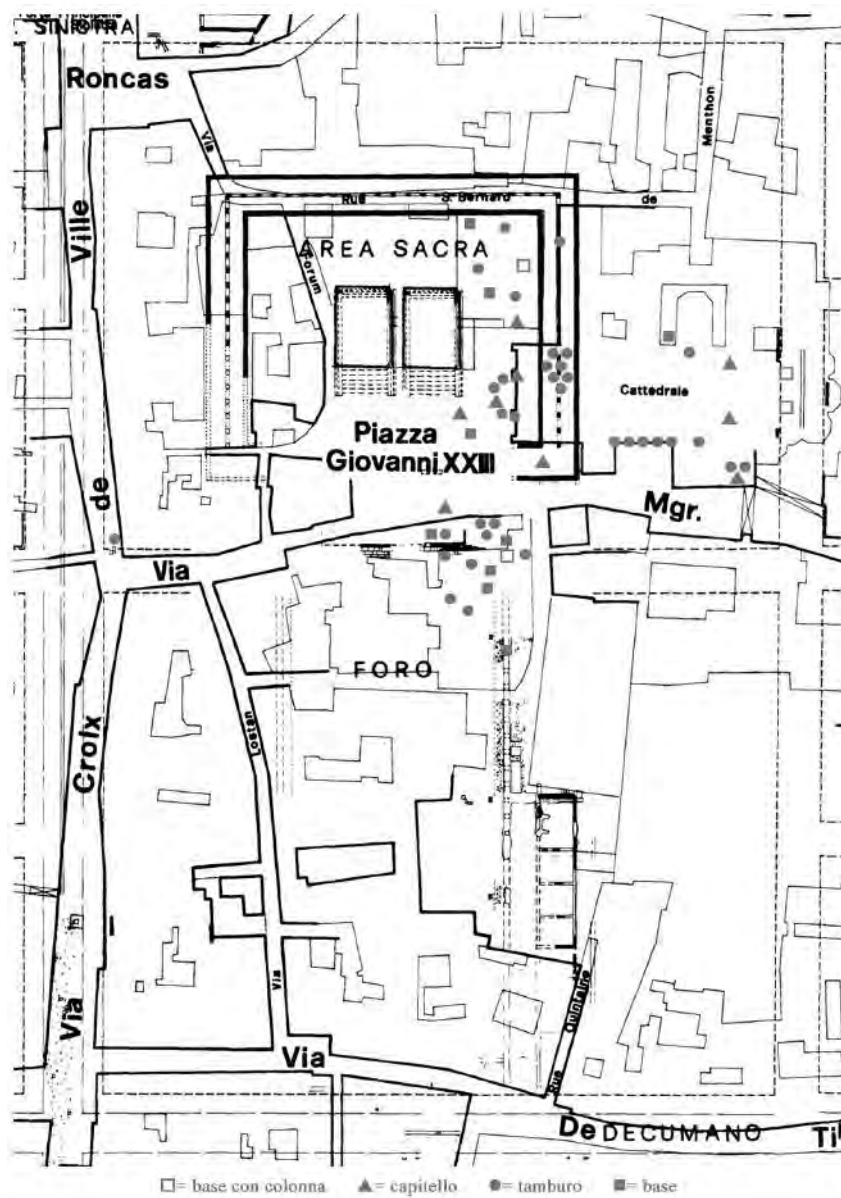 SINISTRA
Roncas
Via
Menthon
Rue S. Bernard de
Ville
AREA SACRA
Forum
Cattedrale
Piazza
Giovanni XXIII
de
Mgr.
Via
FORO
Croix
Lostan
Via
Via
Quintaine
Rue
Via
De DECUMANO
□= base con colonna ▲= capitello ●= tamburo ■= base